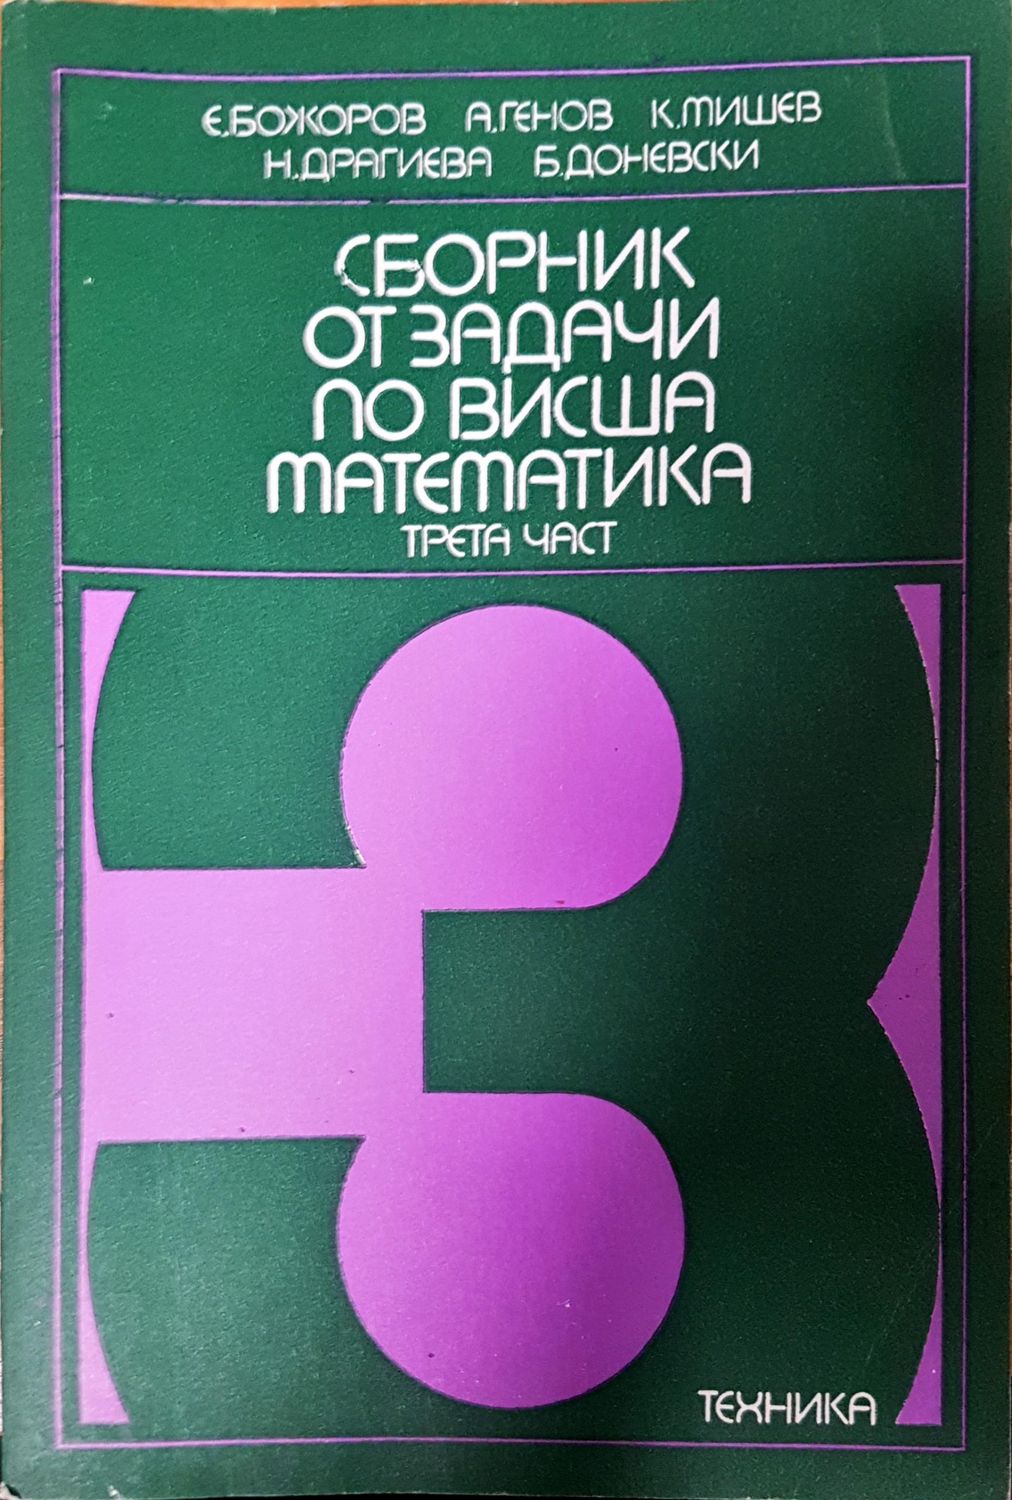 Е.БОЖОРОВ А.ГЕНОВ К.МИШЕВ
Н.ДРАГИЕВА Б.ДОНЕВСКИ
СБОРНИК
ОТ ЗАДАЧИ
ПО ВИСША
МАТЕМАТИКА
ТРЕТА ЧАСТ
3
ТЕХНИКА